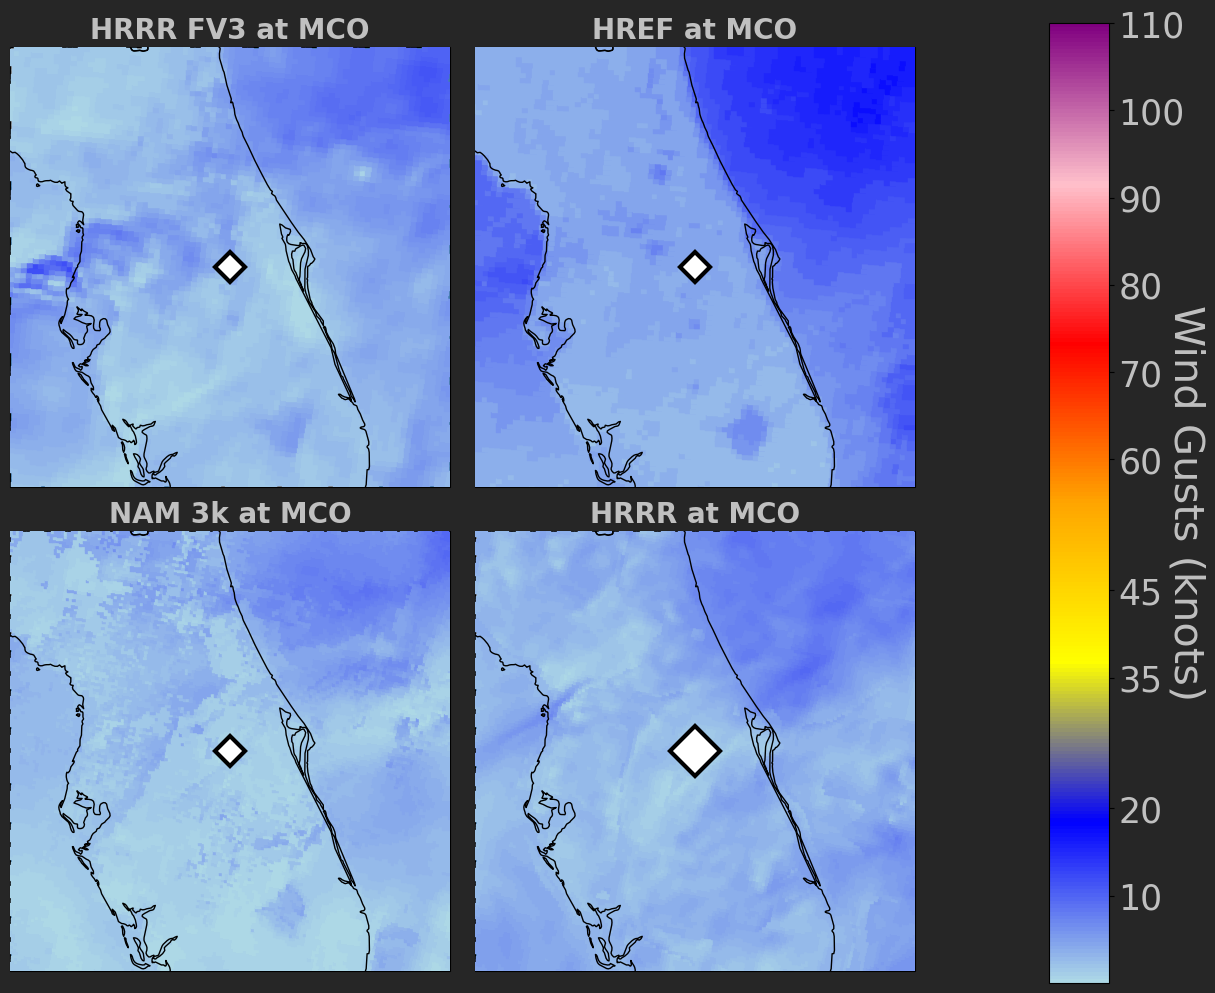 HRRR FV3 at MCO
HREF at MCO
NAM 3k at MCO
HRRR at MCO
110
100
90
80
70
60
45
35
20
10
Wind Gusts (knots)